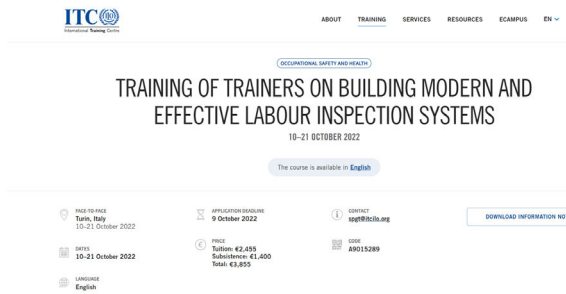 ITC
International Training Centre
ABOUT TRAINING SERVICES RESOURCES ECAMPUS EN
OCCUPATIONAL SAFETY AND HEALTH
TRAINING OF TRAINERS ON BUILDING MODERN AND
EFFECTIVE LABOUR INSPECTION SYSTEMS
10–21 OCTOBER 2022
The course is available in English
FACE-TO-FACE
Turin, Italy
10–21 October 2022
DATES
10–21 October 2022
LANGUAGE
English
APPLICATION DEADLINE
9 October 2022
PRICE
Tuition: €2,455
Subsistence: €1,400
Total: €3,855
CONTACT
spgt@itcilo.org
CODE
A9015289
DOWNLOAD INFORMATION NO